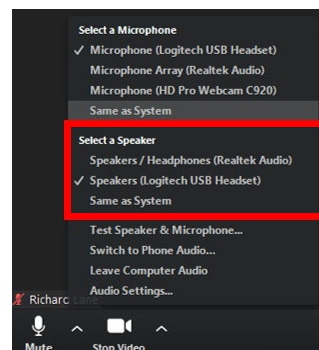 Select a Microphone
✓ Microphone (Logitech USB Headset)
Microphone Array (Realtek Audio)
Microphone (HD Pro Webcam C920)
Same as System
Select a Speaker
Speakers / Headphones (Realtek Audio)
✓ Speakers (Logitech USB Headset)
Same as System
Test Speaker & Microphone...
Switch to Phone Audio...
Leave Computer Audio
Audio Settings...
Richard Lane
Mute Stop Video